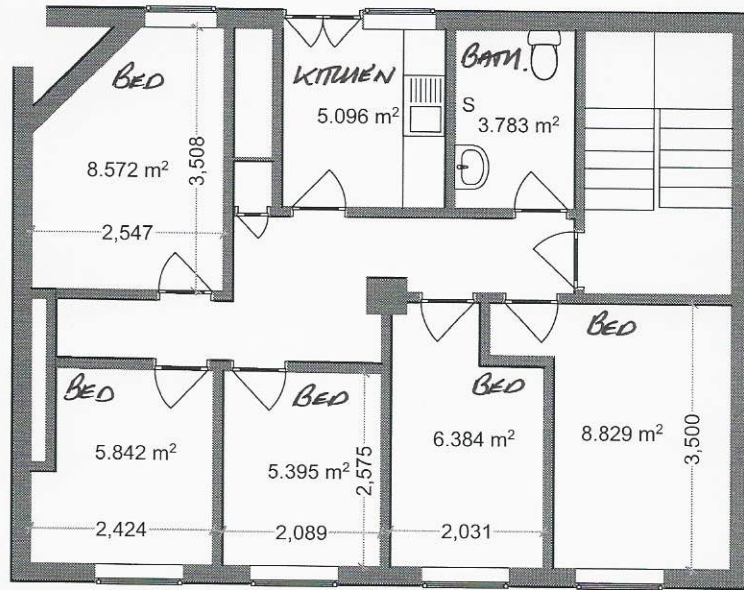 BED
8.572 m²
3,508
2,547
KITCHEN
5.096 m²
BATH.
S
3.783 m²
BED
5.842 m²
2,424
BED
5.395 m²
2,575
2,089
BED
6.384 m²
2,031
BED
8.829 m²
3,500